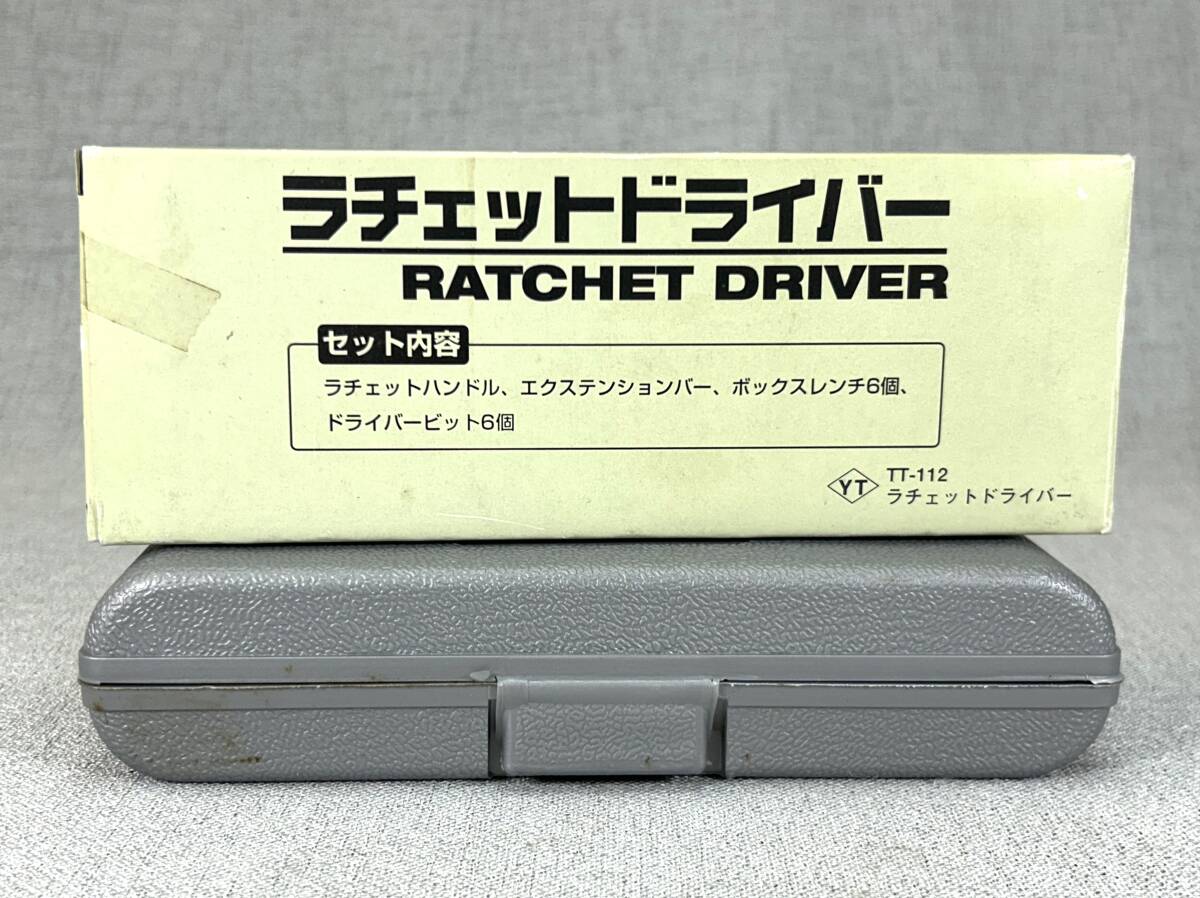 ラチェットドライバー
RATCHET DRIVER
セット内容
ラチェットハンドル、エクステンションバー、ボックスレンチ6個、
ドライバービット6個
YT
TT-112
ラチェットドライバー